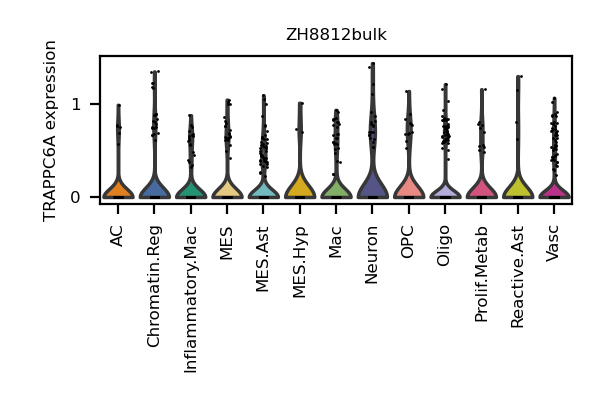 ZH8812bulk
TRAPPC6A expression
1
0
AC
Chromatin.Reg
Inflammatory.Mac
MES
MES.Ast
MES.Hyp
Mac
Neuron
OPC
Oligo
Prolif.Metab
Reactive.Ast
Vasc